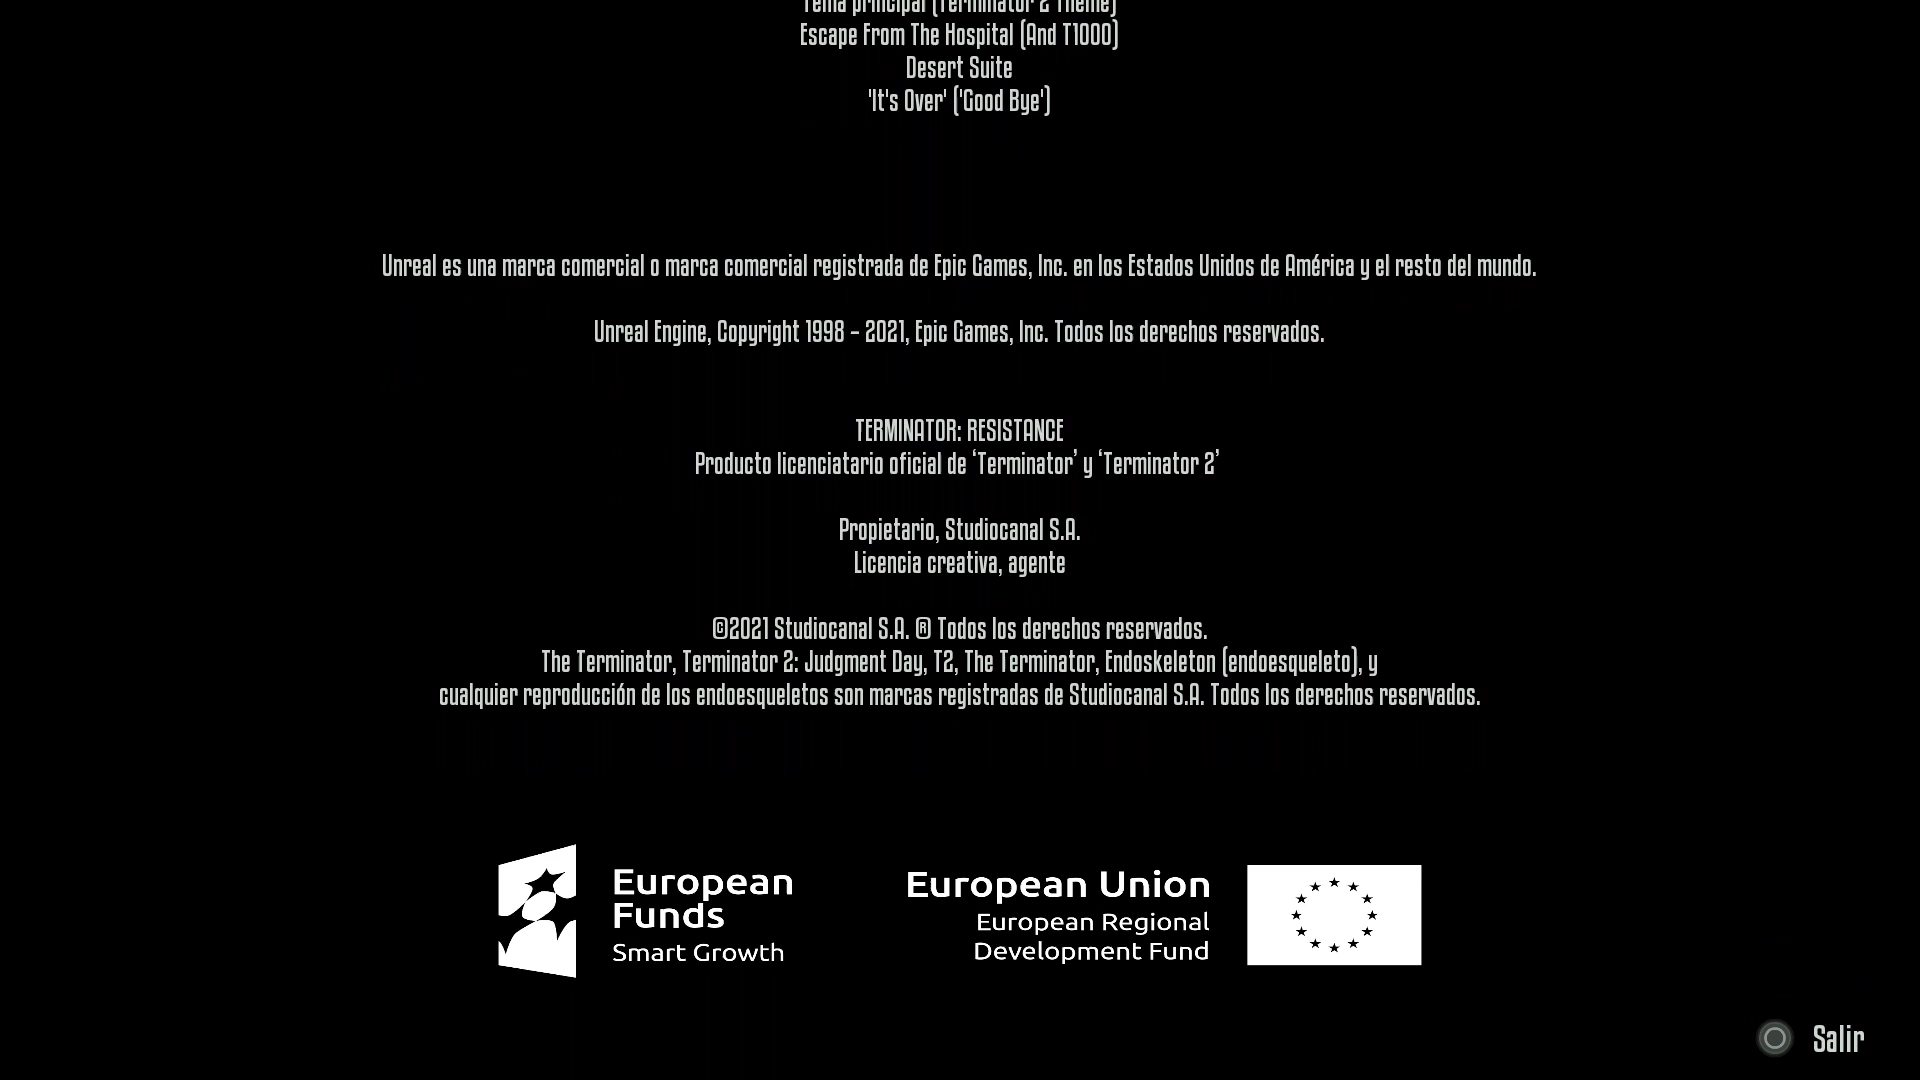 Tema principal (Terminator 2 Theme)
Escape From The Hospital (And T1000)
Desert Suite
'It's Over' ('Good Bye')
Unreal es una marca comercial o marca comercial registrada de Epic Games, Inc. en los Estados Unidos de América y el resto del mundo.
Unreal Engine, Copyright 1998 - 2021, Epic Games, Inc. Todos los derechos reservados.
TERMINATOR: RESISTANCE
Producto licenciatario oficial de ‘Terminator’ y ‘Terminator 2’
Propietario, Studiocanal S.A.
Licencia creativa, agente
©2021 Studiocanal S.A. ® Todos los derechos reservados.
The Terminator, Terminator 2: Judgment Day, T2, The Terminator, Endoskeleton (endoesqueleto), y
cualquier reproducción de los endoesqueletos son marcas registradas de Studiocanal S.A. Todos los derechos reservados.
European
Funds
Smart Growth
European Union
European Regional
Development Fund
Salir